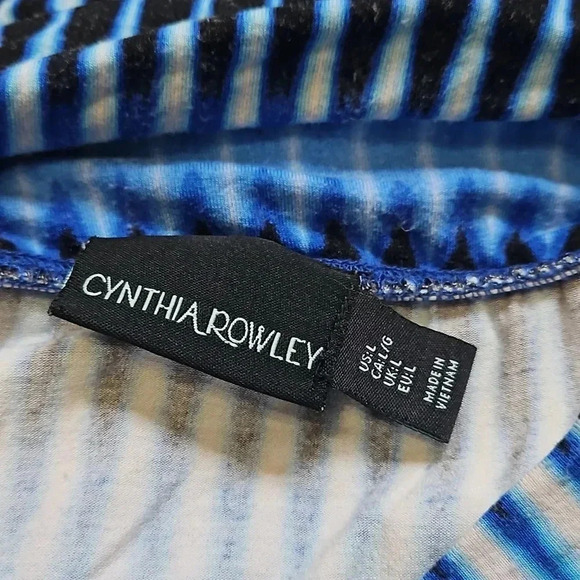 CYNTHIA ROWLEY
US:L
CA:L/G
UK:L
EU:L
MADE IN
VIETNAM